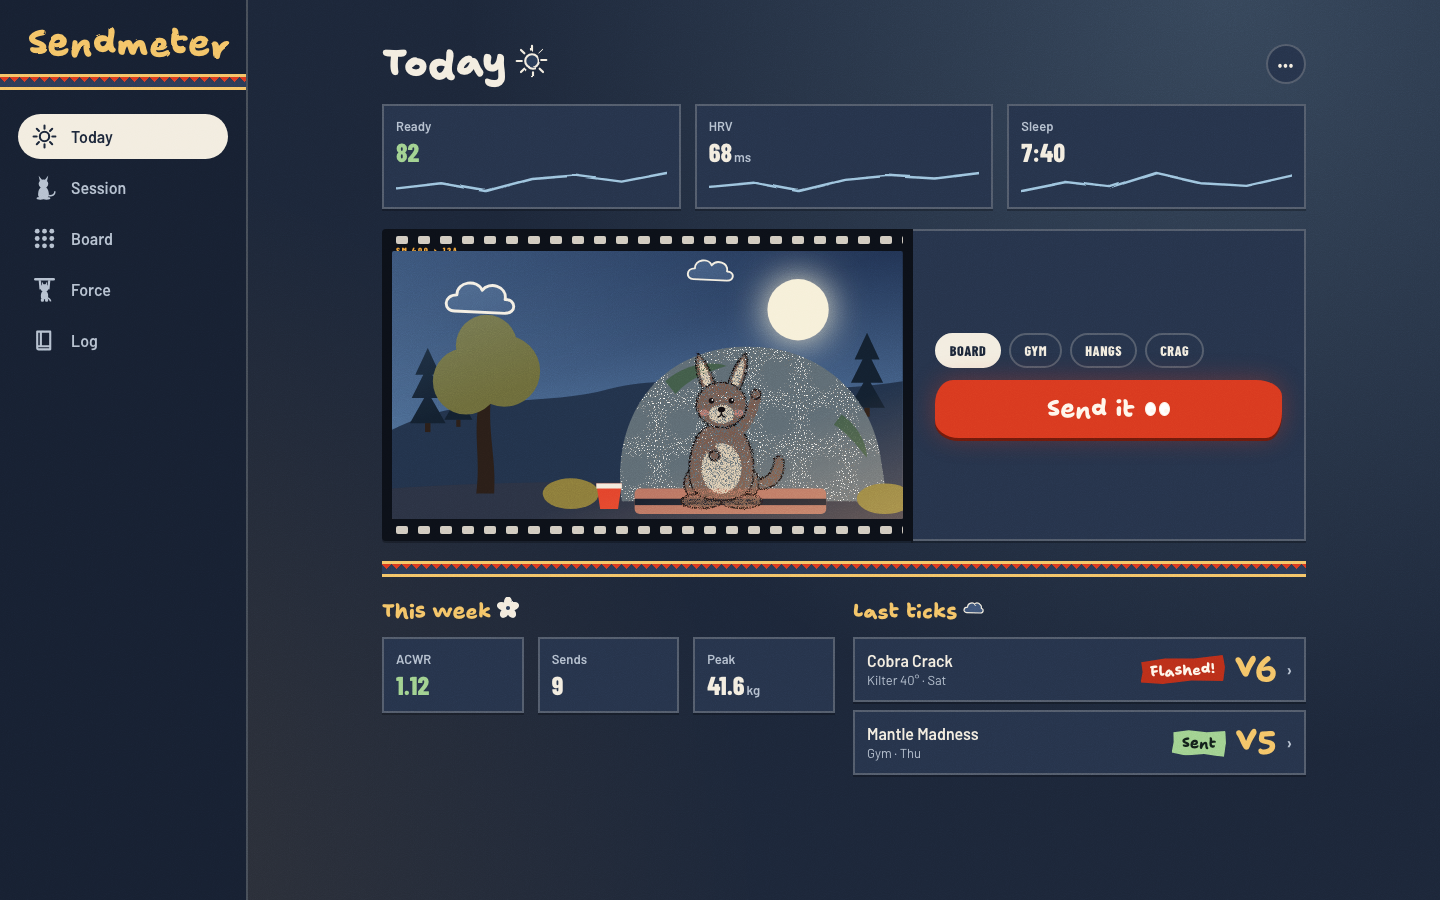 Sendmeter
Today
Session
Board
Force
Log
Today
Ready
82
HRV
68 ms
Sleep
7:40
BOARD
GYM
HANGS
CRAG
Send it
This week
ACWR
1.12
Sends
9
Peak
41.6 kg
Last ticks
Cobra Crack
Kilter 40° · Sat
Flashed!
V6
Mantle Madness
Gym · Thu
Sent
V5